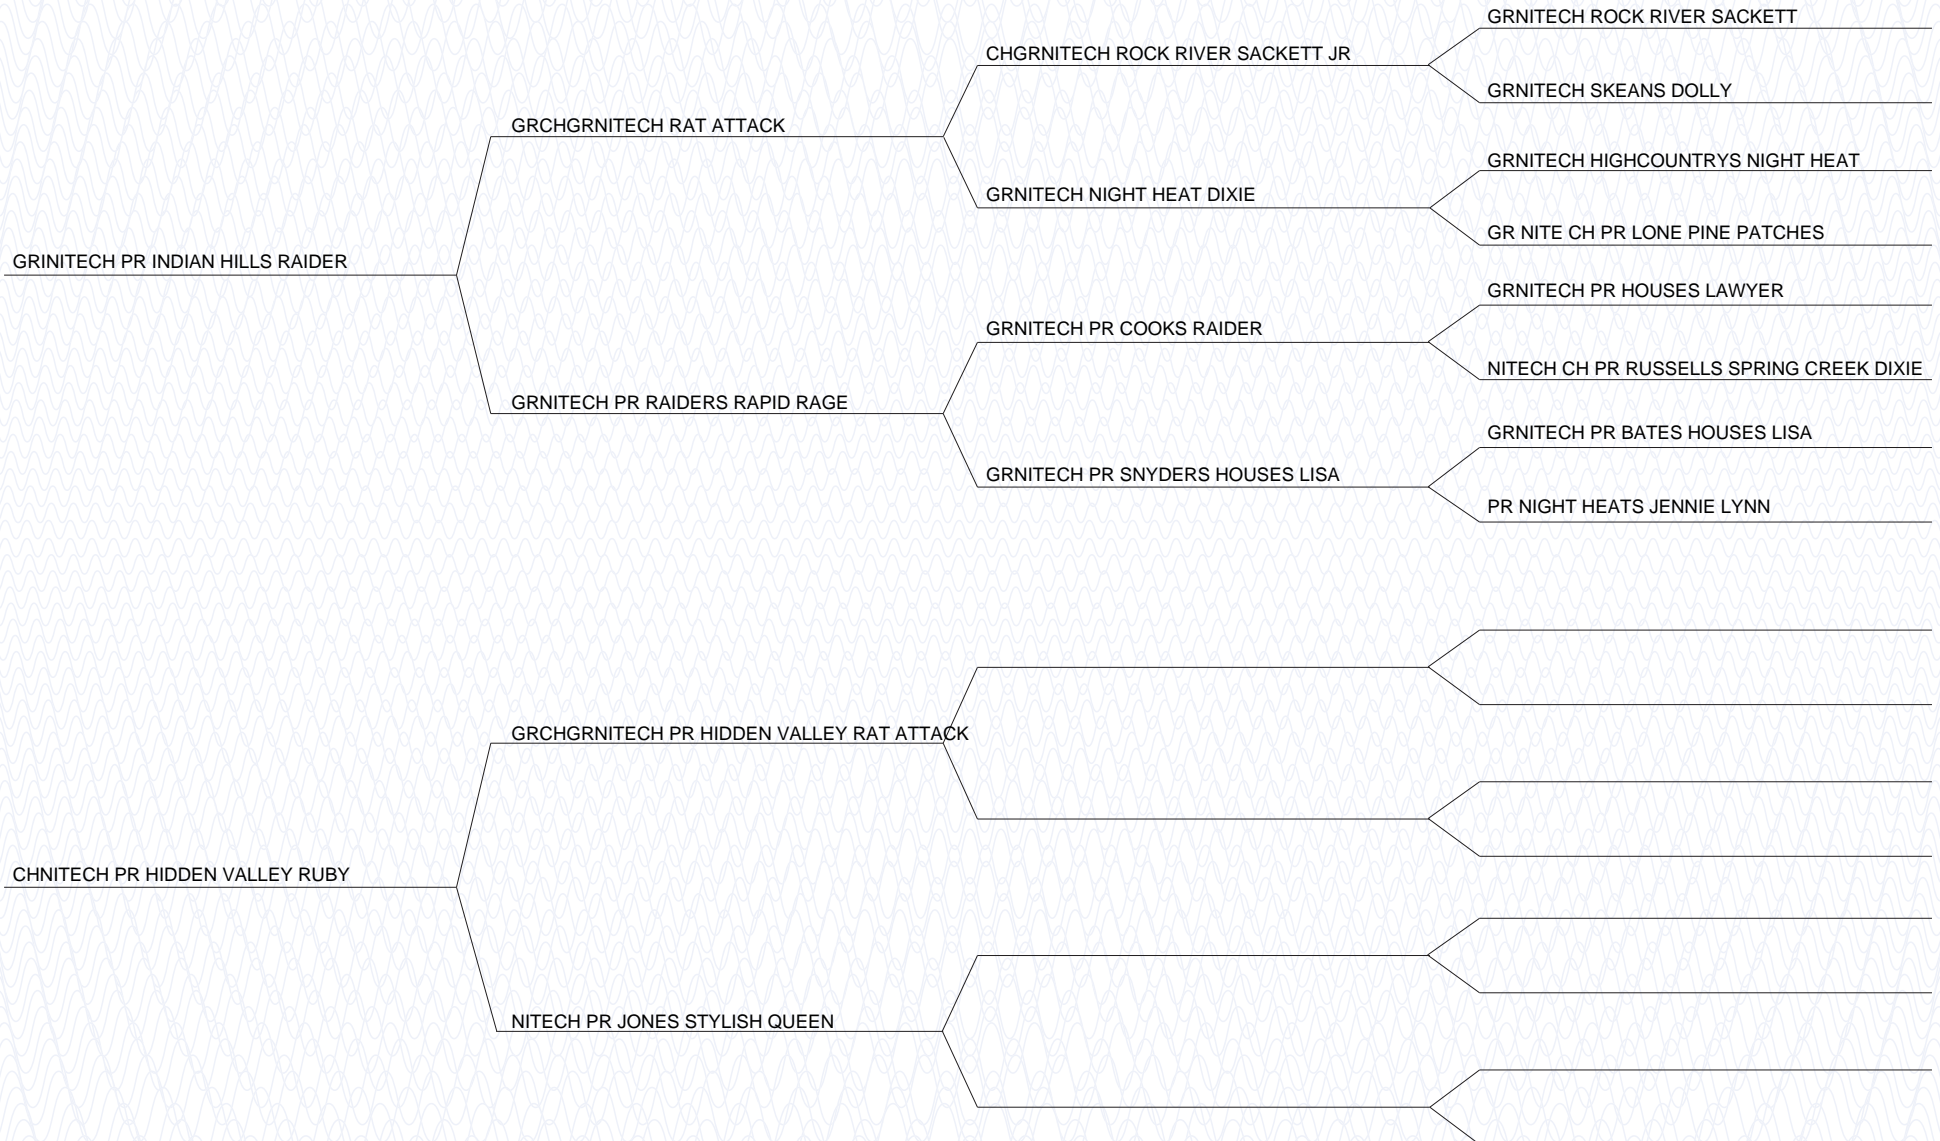 GRNITECH ROCK RIVER SACKETT
CHGRNITECH ROCK RIVER SACKETT JR
GRNITECH SKEANS DOLLY
GRCHGRNITECH RAT ATTACK
GRNITECH HIGHCOUNTRYS NIGHT HEAT
GRNITECH NIGHT HEAT DIXIE
GR NITE CH PR LONE PINE PATCHES
GRINITECH PR INDIAN HILLS RAIDER
GRNITECH PR HOUSES LAWYER
GRNITECH PR COOKS RAIDER
NITECH CH PR RUSSELLS SPRING CREEK DIXIE
GRNITECH PR RAIDERS RAPID RAGE
GRNITECH PR BATES HOUSES LISA
GRNITECH PR SNYDERS HOUSES LISA
PR NIGHT HEATS JENNIE LYNN
GRCHGRNITECH PR HIDDEN VALLEY RAT ATTACK
CHNITECH PR HIDDEN VALLEY RUBY
NITECH PR JONES STYLISH QUEEN